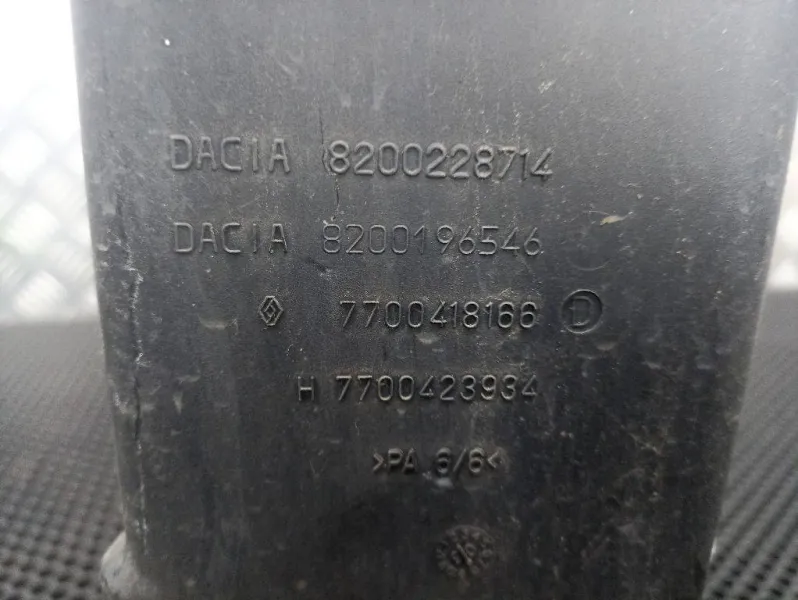 DACIA 8200228714
DACIA 8200196546
7700418166 D
H 7700423934
>PA 6/6<